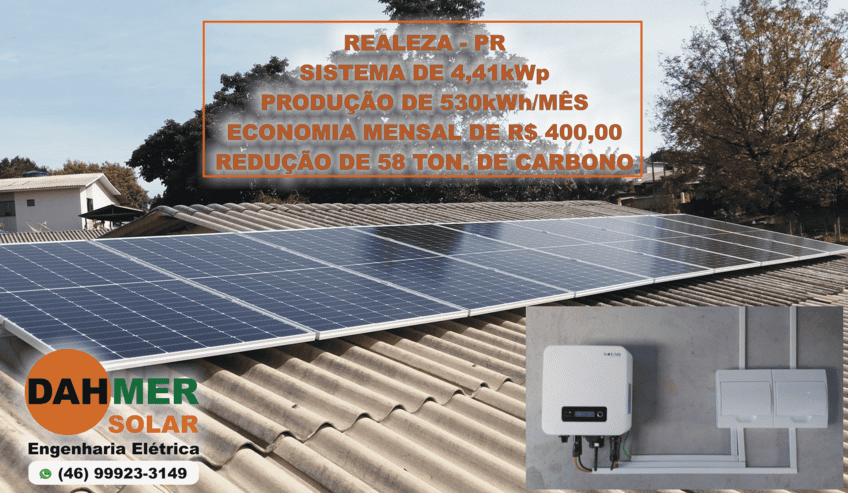 REALEZA - PR
SISTEMA DE 4,41kWp
PRODUÇÃO DE 530kWh/MÊS
ECONOMIA MENSAL DE R$ 400,00
REDUÇÃO DE 58 TON. DE CARBONO
DAHMER
SOLAR
Engenharia Elétrica
(46) 99923-3149